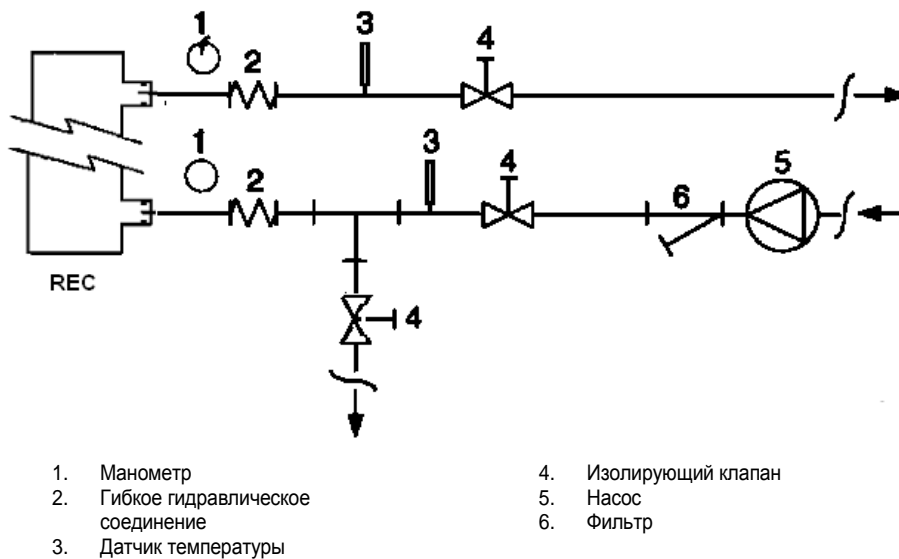 1
2
3
4
1
2
3
4
6
5
REC
4
1. Манометр
2. Гибкое гидравлическое
соединение
3. Датчик температуры
4. Изолирующий клапан
5. Насос
6. Фильтр